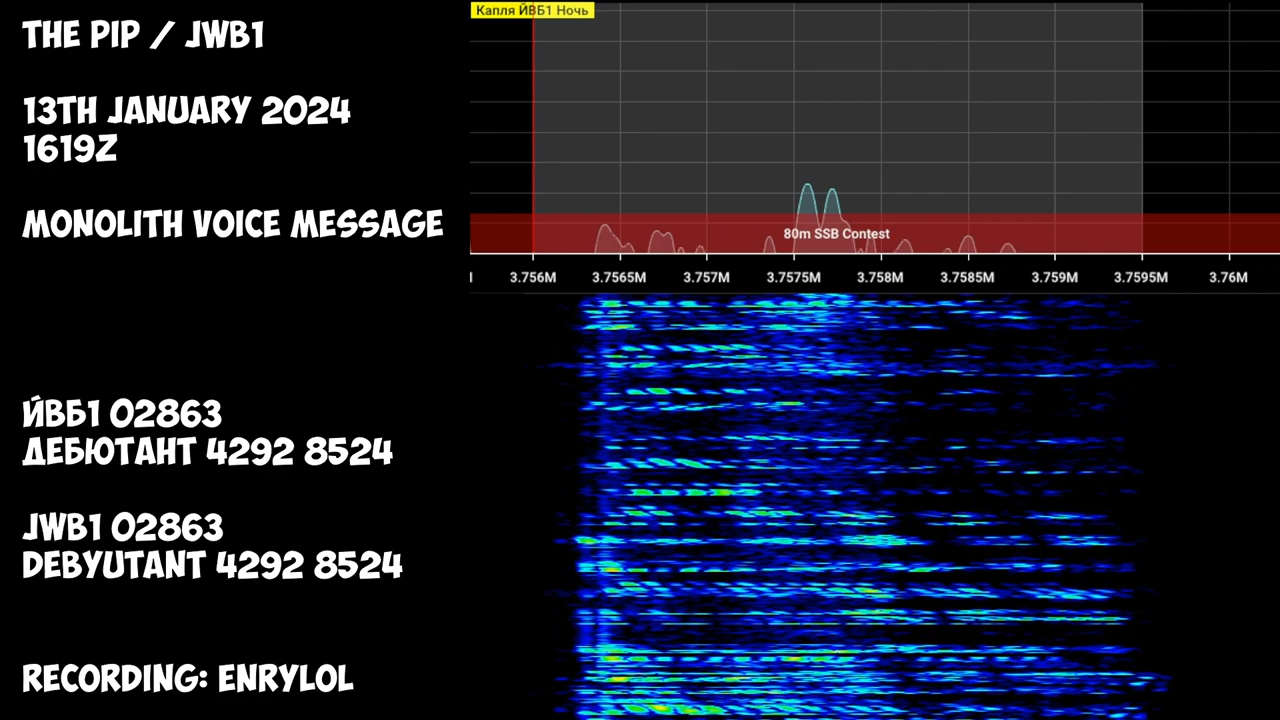 THE PIP / JWB1
13TH JANUARY 2024
1619Z
MONOLITH VOICE MESSAGE
ЙВБ1 02863
ДЕБЮТАНТ 4292 8524
JWB1 02863
DEBYUTANT 4292 8524
RECORDING: ENRYLOL
Капля ЙВБ1 Ночь
80m SSB Contest
3.756M 3.7565M 3.757M 3.7575M 3.758M 3.7585M 3.759M 3.7595M 3.76M